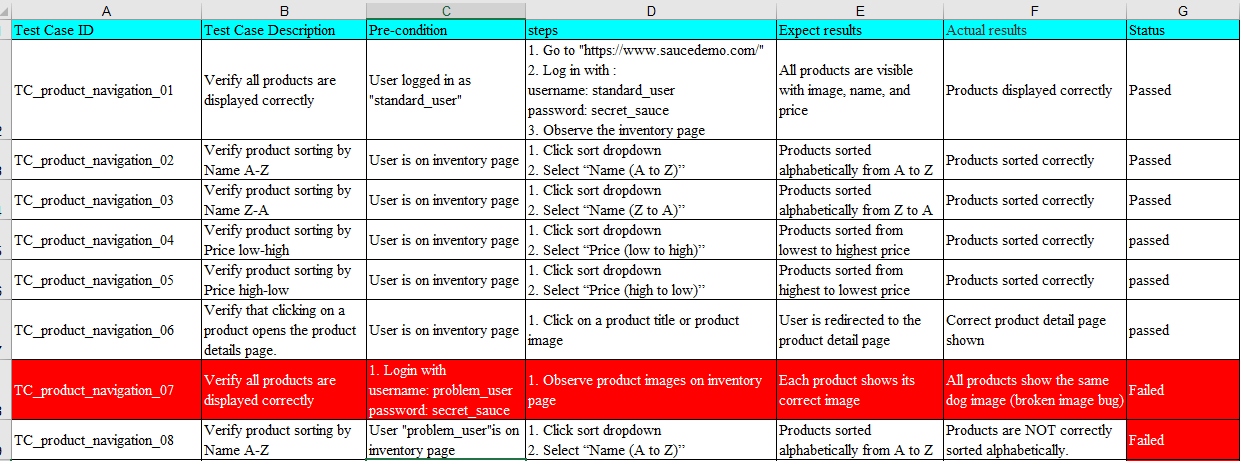 A B C D E F G
Test Case ID Test Case Description Pre-condition steps Expect results Actual results Status
1. Go to "https://www.saucedemo.com/"
2. Log in with :
username: standard_user
password: secret_sauce
3. Observe the inventory page
TC_product_navigation_01
Verify all products are
displayed correctly
User logged in as
"standard_user"
All products are visible
with image, name, and
price
Products displayed correctly
Passed
TC_product_navigation_02
Verify product sorting by
Name A-Z
User is on inventory page
1. Click sort dropdown
2. Select “Name (A to Z)”
Products sorted
alphabetically from A to Z
Products sorted correctly
Passed
TC_product_navigation_03
Verify product sorting by
Name Z-A
User is on inventory page
1. Click sort dropdown
2. Select “Name (Z to A)”
Products sorted
alphabetically from Z to A
Products sorted correctly
Passed
TC_product_navigation_04
Verify product sorting by
Price low-high
User is on inventory page
1. Click sort dropdown
2. Select “Price (low to high)”
Products sorted from
lowest to highest price
Products sorted correctly
passed
TC_product_navigation_05
Verify product sorting by
Price high-low
User is on inventory page
1. Click sort dropdown
2. Select “Price (high to low)”
Products sorted from
highest to lowest price
Products sorted correctly
passed
TC_product_navigation_06
Verify that clicking on a
product opens the product
details page.
User is on inventory page
1. Click on a product title or product
image
User is redirected to the
product detail page
Correct product detail page
shown
passed
TC_product_navigation_07
Verify all products are
displayed correctly
1. Login with
username: problem_user
password: secret_sauce
1. Observe product images on inventory
page
Each product shows its
correct image
All products show the same
dog image (broken image bug)
Failed
TC_product_navigation_08
Verify product sorting by
Name A-Z
User "problem_user"is on
inventory page
1. Click sort dropdown
2. Select “Name (A to Z)”
Products sorted
alphabetically from A to Z
Products are NOT correctly
sorted alphabetically.
Failed